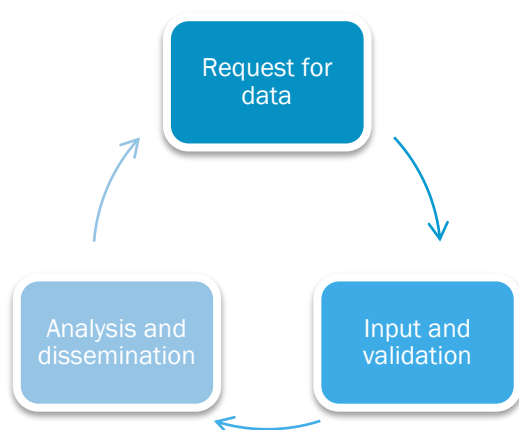 Request for
data
Analysis and
dissemination
Input and
validation